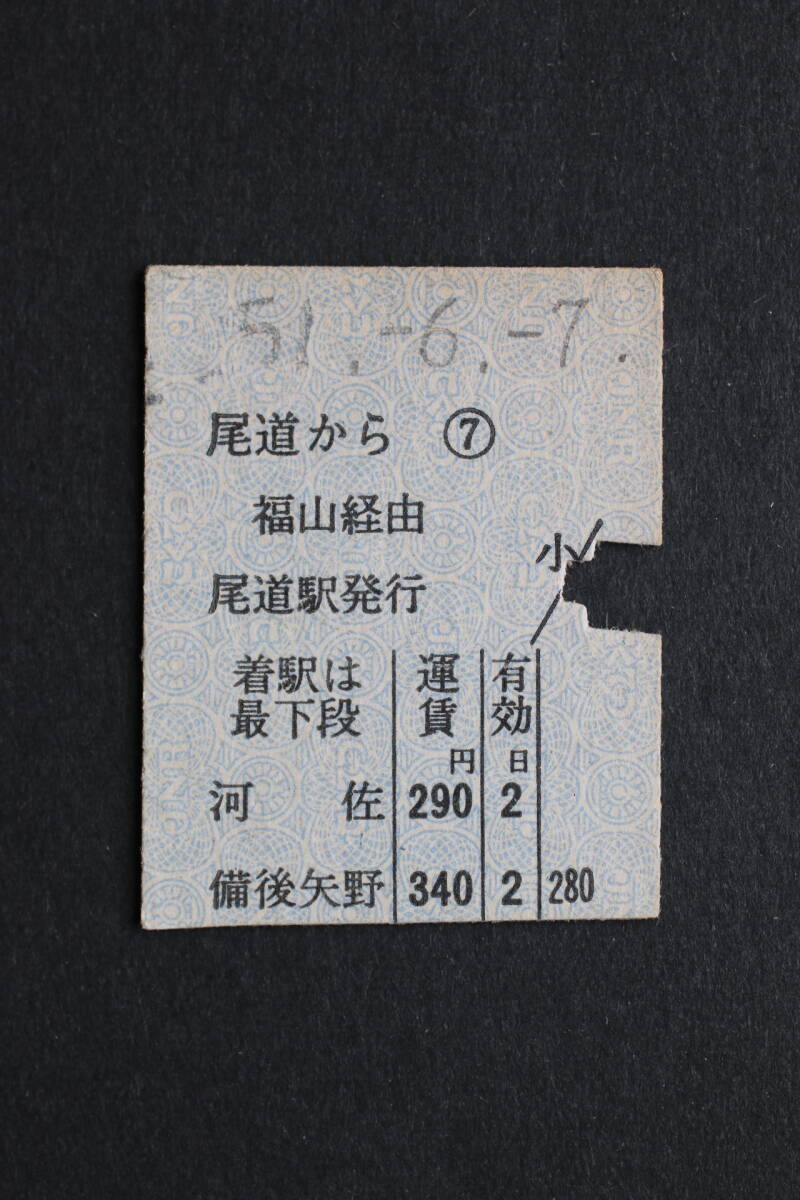 51.-6.-7.
尾道から ⑦
福山経由
小
尾道駅発行
着駅は 運 有
最下段 賃 効
円 日
河佐 290 2
備後矢野 340 2 280